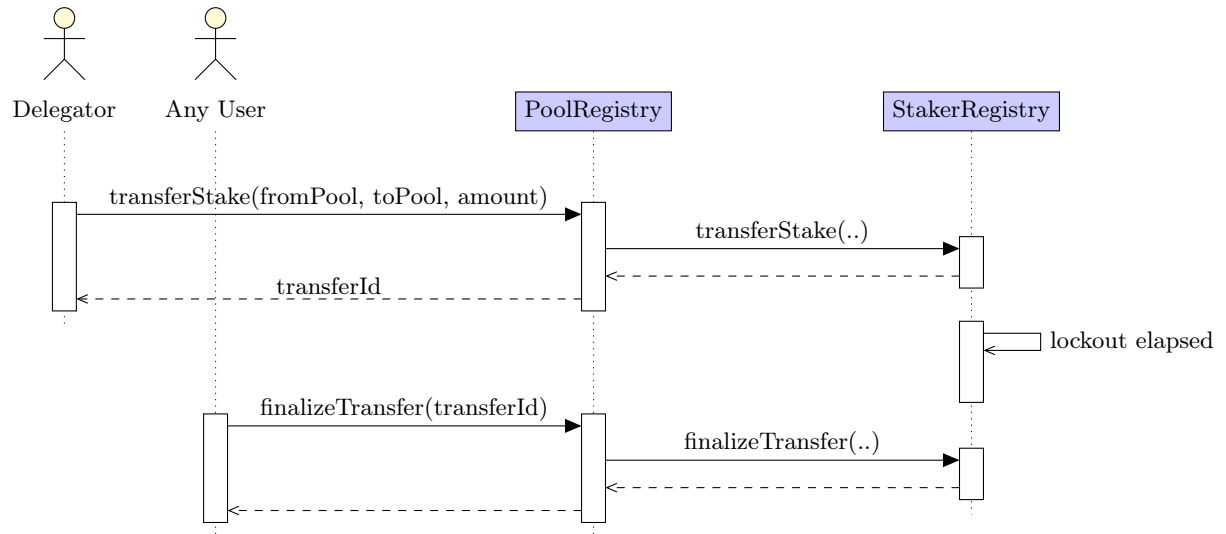 Delegator
Any User
PoolRegistry
StakerRegistry
transferStake(fromPool, toPool, amount)
transferStake(..)
transferId
lockout elapsed
finalizeTransfer(transferId)
finalizeTransfer(..)